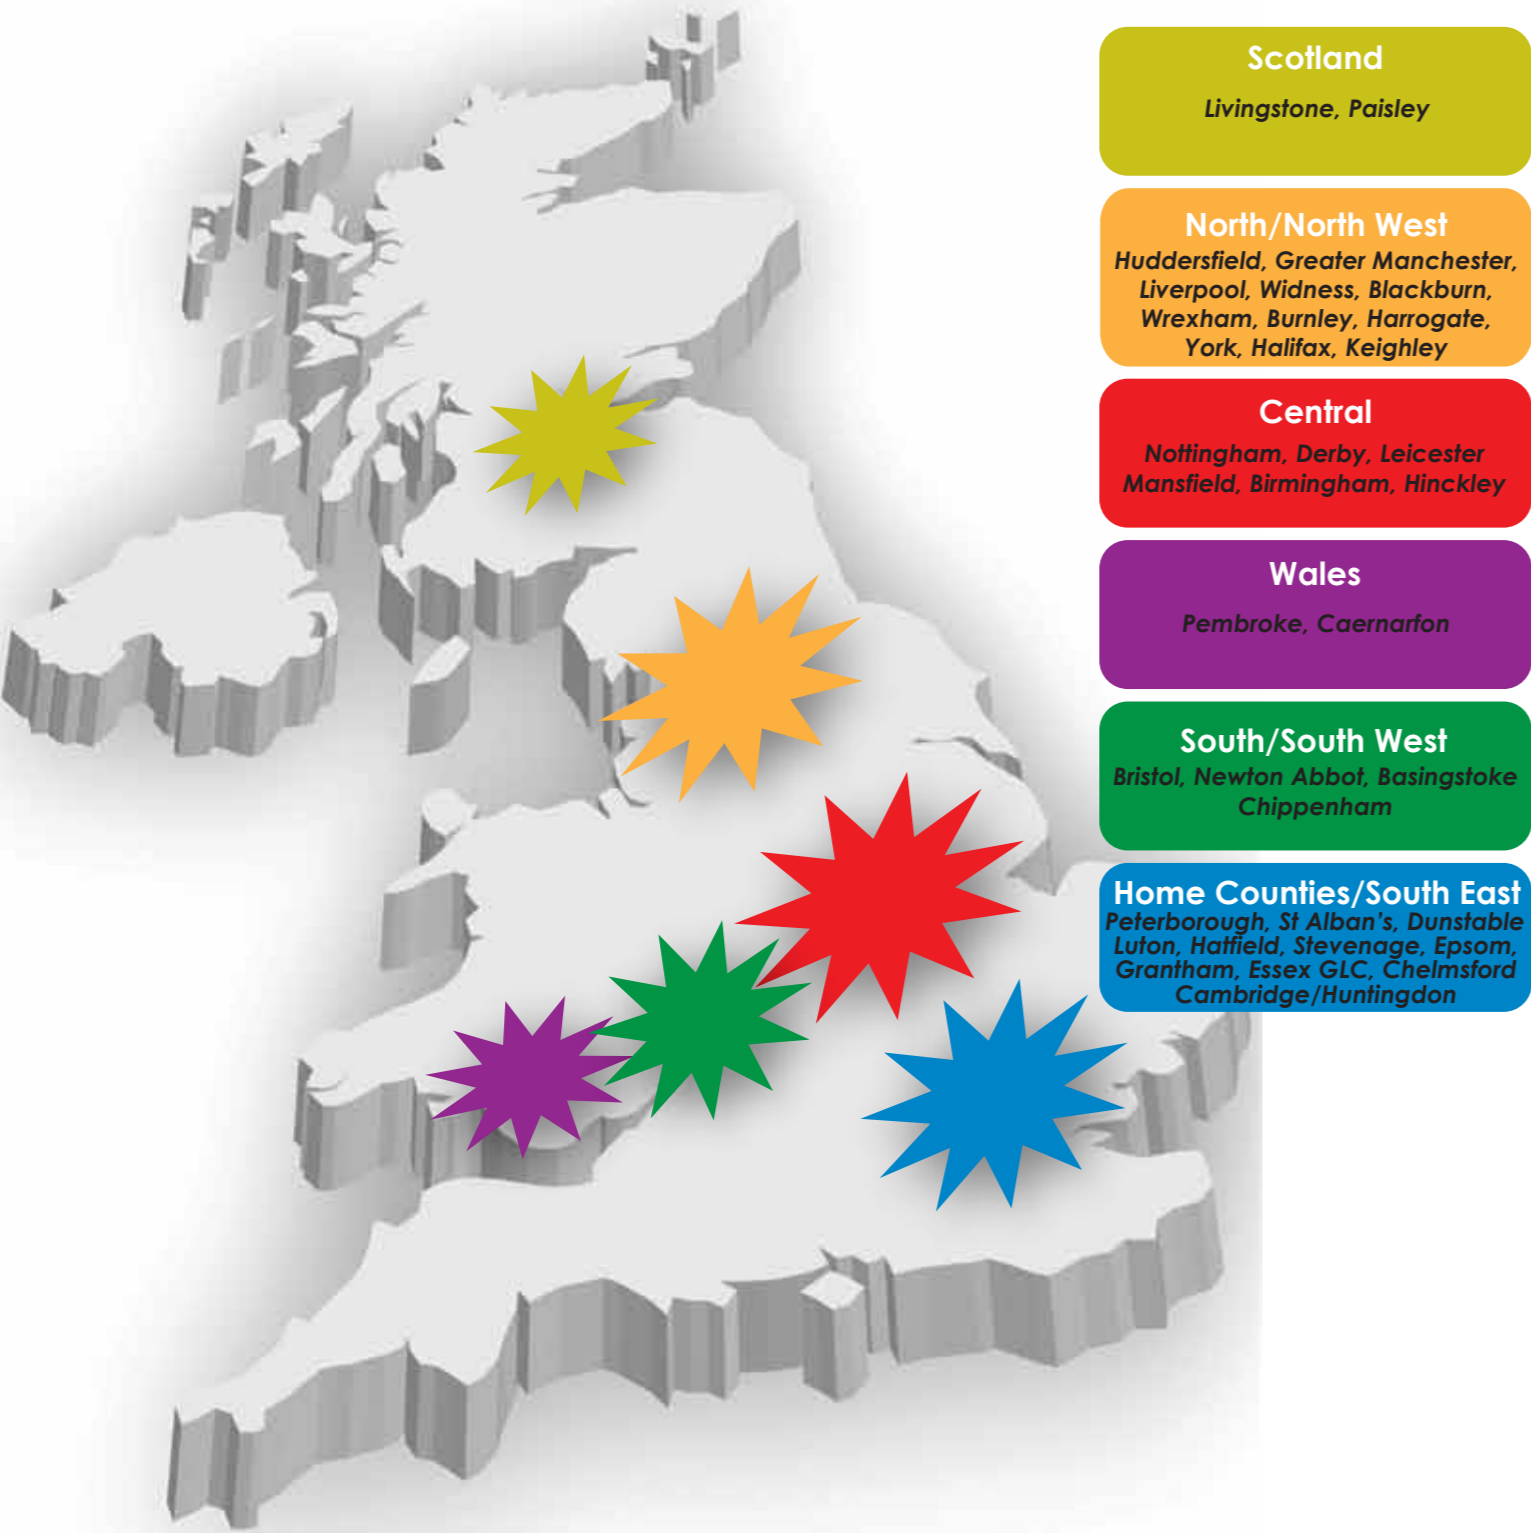 Scotland
Livingstone, Paisley
North/North West
Huddersfield, Greater Manchester,
Liverpool, Widness, Blackburn,
Wrexham, Burnley, Harrogate,
York, Halifax, Keighley
Central
Nottingham, Derby, Leicester
Mansfield, Birmingham, Hinckley
Wales
Pembroke, Caernarfon
South/South West
Bristol, Newton Abbot, Basingstoke
Chippenham
Home Counties/South East
Peterborough, St Alban's, Dunstable
Luton, Hatfield, Stevenage, Epsom,
Grantham, Essex GLC, Chelmsford
Cambridge/Huntingdon